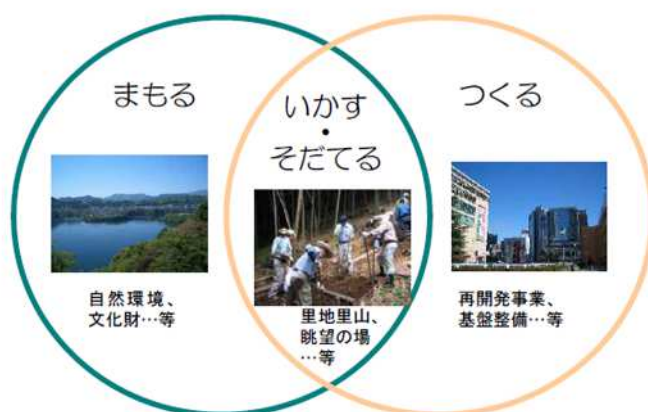 まもる
いかす
・
そだてる
つくる
自然環境、
文化財…等
里地里山、
眺望の場
…等
再開発事業、
基盤整備…等